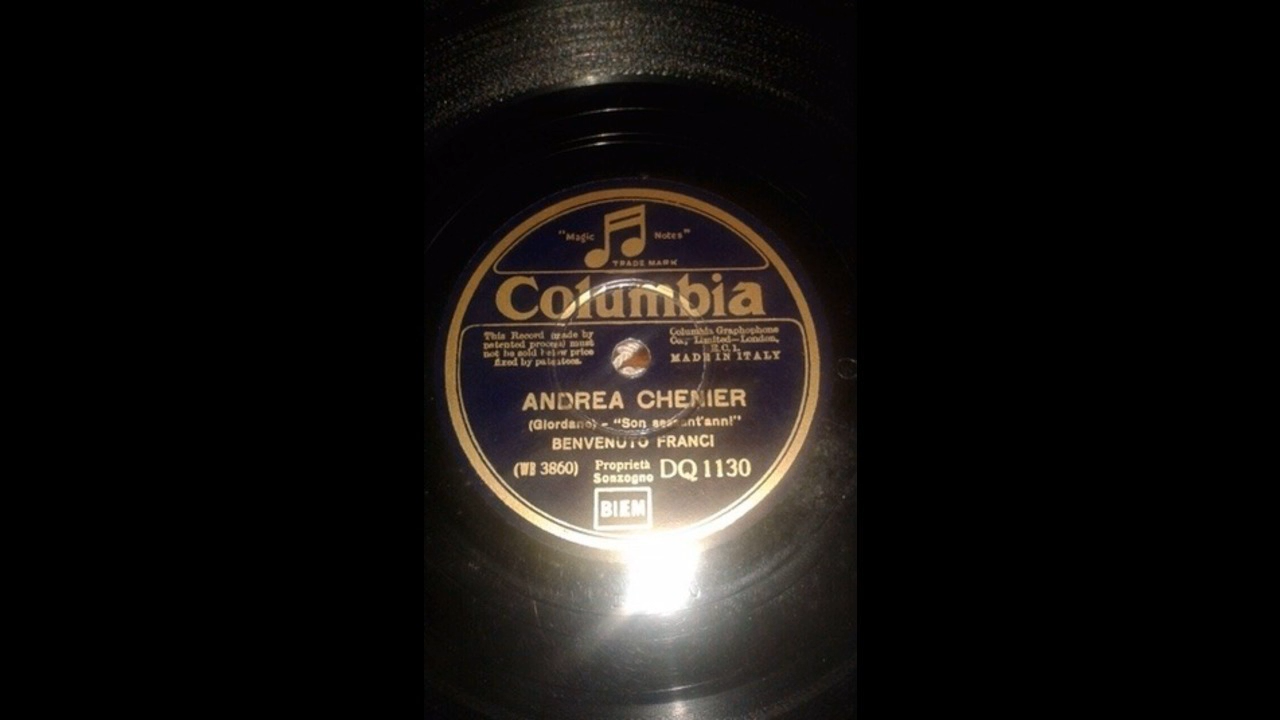 "Magic Notes"
TRADE MARK
Columbia
This Record (made by
patented process) must
not be sold below price
fixed by patentees.
Columbia Graphophone
Co., Limited—London,
E.C.1.
MADE IN ITALY
ANDREA CHENIER
(Giordano) - "Son sessant'anni"
BENVENUTO FRANCI
(WB 3860)
Proprietà
Sonzogno
DQ 1130
BIEM